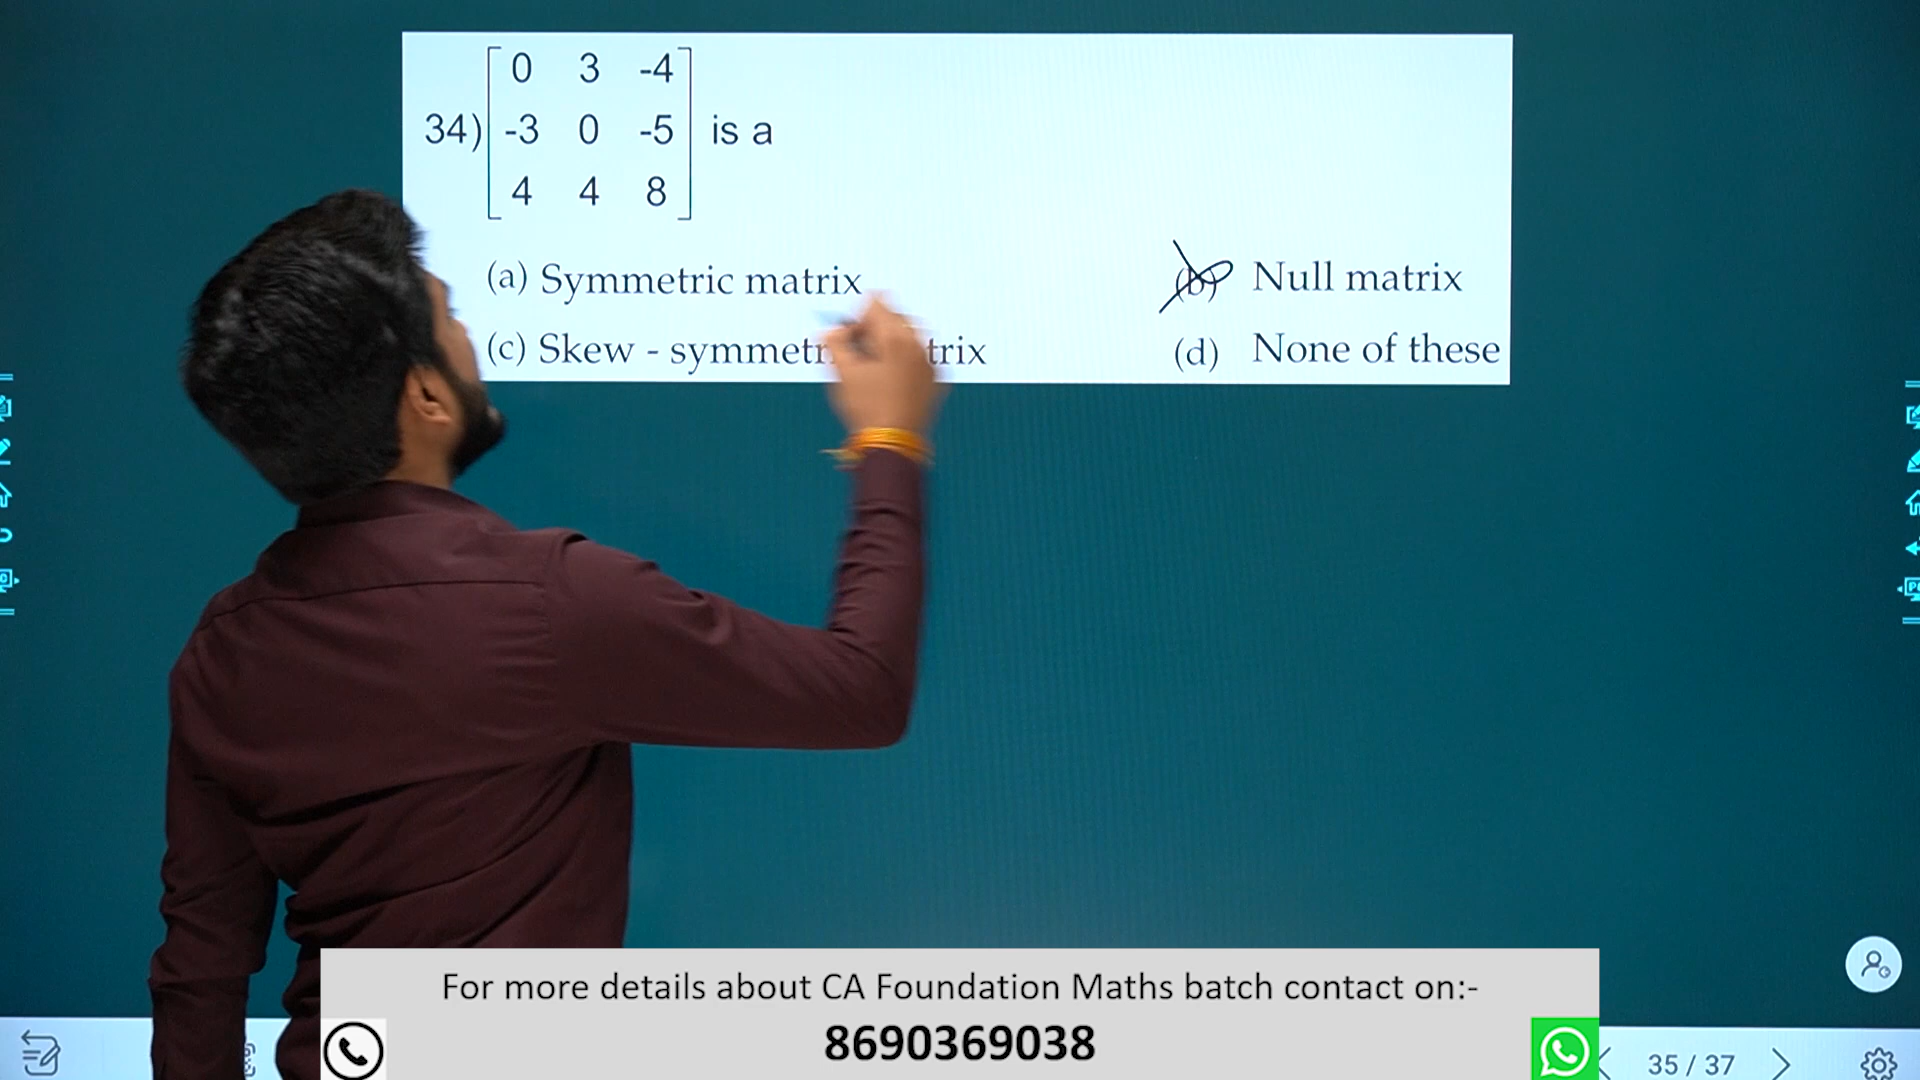 0 3 -4
34) -3 0 -5 is a
4 4 8
(a) Symmetric matrix
(b) Null matrix
(c) Skew - symmetr trix
(d) None of these
For more details about CA Foundation Maths batch contact on:-
8690369038
35 / 37